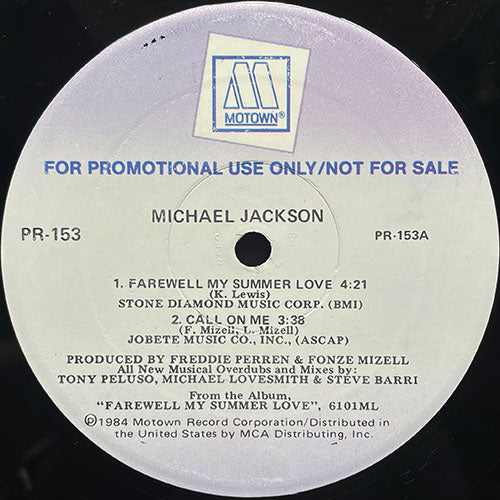 MOTOWN®
FOR PROMOTIONAL USE ONLY/NOT FOR SALE
MICHAEL JACKSON
PR-153
PR-153A
1. FAREWELL MY SUMMER LOVE 4:21
(K. Lewis)
STONE DIAMOND MUSIC CORP. (BMI)
2. CALL ON ME 3:38
(F. Mizell, L. Mizell)
JOBETE MUSIC CO., INC., (ASCAP)
PRODUCED BY FREDDIE PERREN & FONZE MIZELL
All New Musical Overdubs and Mixes by:
TONY PELUSO, MICHAEL LOVESMITH & STEVE BARRI
From the Album,
"FAREWELL MY SUMMER LOVE", 6101ML
℗1984 Motown Record Corporation/Distributed in
the United States by MCA Distributing, Inc.